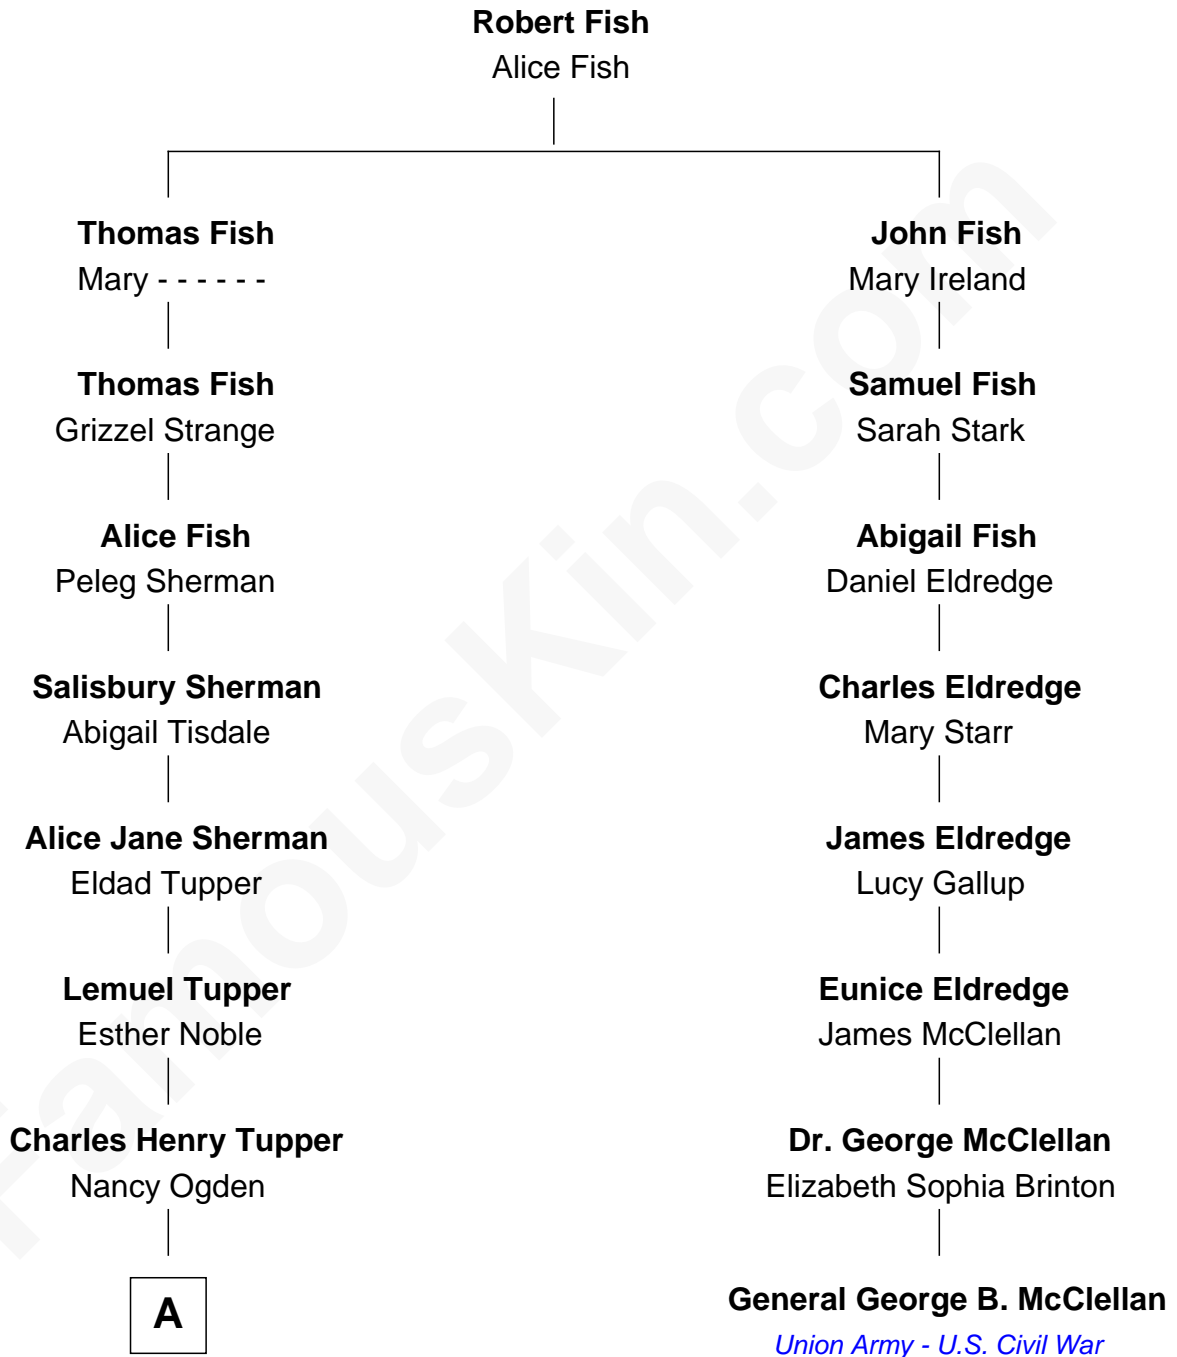 Robert Fish
Alice Fish
Thomas Fish
Mary - - - - - -
John Fish
Mary Ireland
Thomas Fish
Grizzel Strange
Samuel Fish
Sarah Stark
Alice Fish
Peleg Sherman
Abigail Fish
Daniel Eldredge
Salisbury Sherman
Abigail Tisdale
Charles Eldredge
Mary Starr
Alice Jane Sherman
Eldad Tupper
James Eldredge
Lucy Gallup
Lemuel Tupper
Esther Noble
Eunice Eldredge
James McClellan
Charles Henry Tupper
Nancy Ogden
Dr. George McClellan
Elizabeth Sophia Brinton
A
General George B. McClellan
Union Army - U.S. Civil War
FamousKin.com